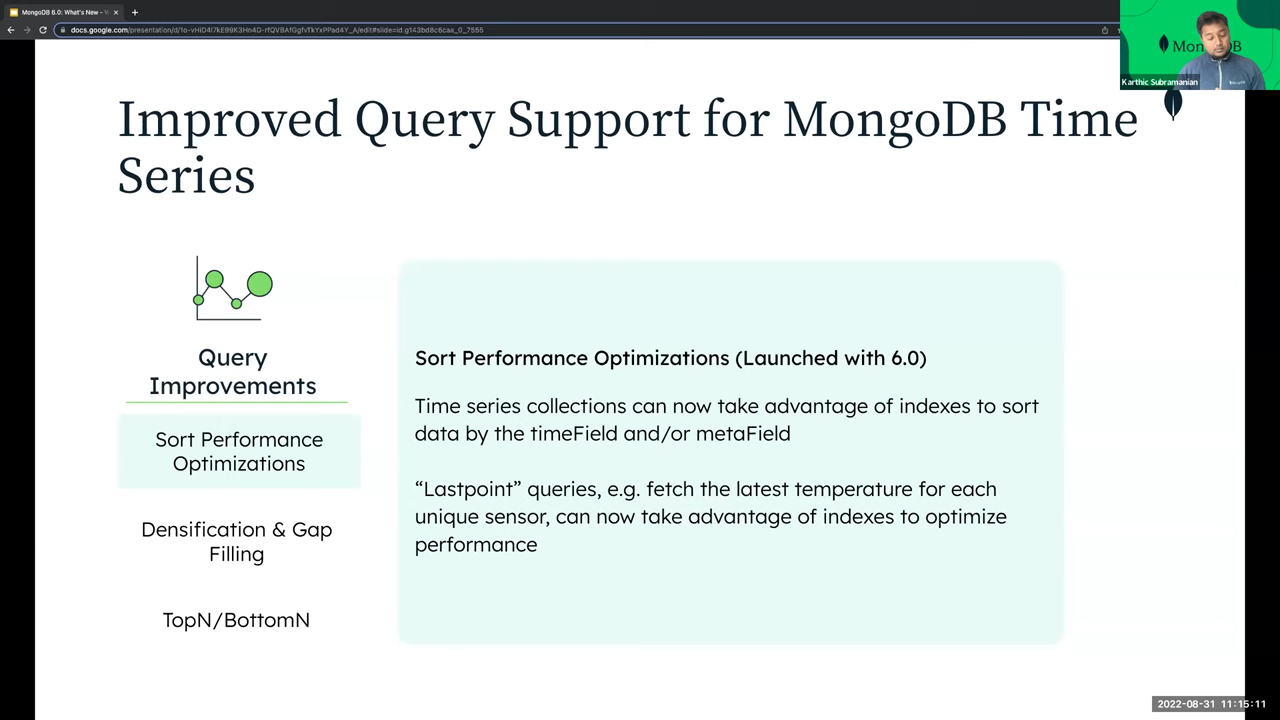 MongoDB 6.0: What's New - 
docs.google.com/presentation/d/1o-vHiD4I7kE99K3Hn4D-rfQVBAfGgfvTkYxPPad4Y_A/edit#slide=id.g143bd8c6caa_0_7555
MongoDB
Karthic Subramanian
Improved Query Support for MongoDB Time
Series
Query
Improvements
Sort Performance
Optimizations
Densification & Gap
Filling
TopN/BottomN
Sort Performance Optimizations (Launched with 6.0)
Time series collections can now take advantage of indexes to sort
data by the timeField and/or metaField
“Lastpoint” queries, e.g. fetch the latest temperature for each
unique sensor, can now take advantage of indexes to optimize
performance
2022-08-31 11:15:11